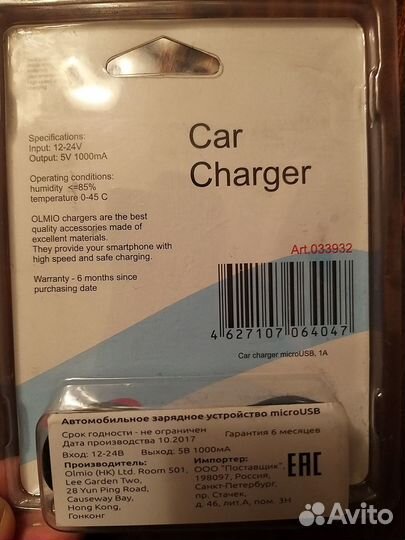 Specifications:
Input: 12-24V
Output: 5V 1000mA
Operating conditions:
humidity <=85%
temperature 0-45 C
OLMIO chargers are the best
quality accessories made of
excellent materials.
They provide your smartphone with
high speed and safe charging.
Warranty - 6 months since
purchasing date
Car
Charger
Art.033932
4 627107 064047
Car charger microUSB, 1A
Автомобильное зарядное устройство microUSB
Срок годности - не ограничен
Дата производства 10.2017
Гарантия 6 месяцев
Вход: 12-24В Выход: 5В 1000мА
Производитель:
Olmio (HK) Ltd. Room 501,
Lee Garden Two,
28 Yun Ping Road,
Causeway Bay,
Hong Kong,
Гонконг
Импортер:
ООО "Поставщик",
198097, Россия,
Санкт-Петербург,
пр. Стачек,
д. 46, лит.А, пом. 3Н
EAC
Avito